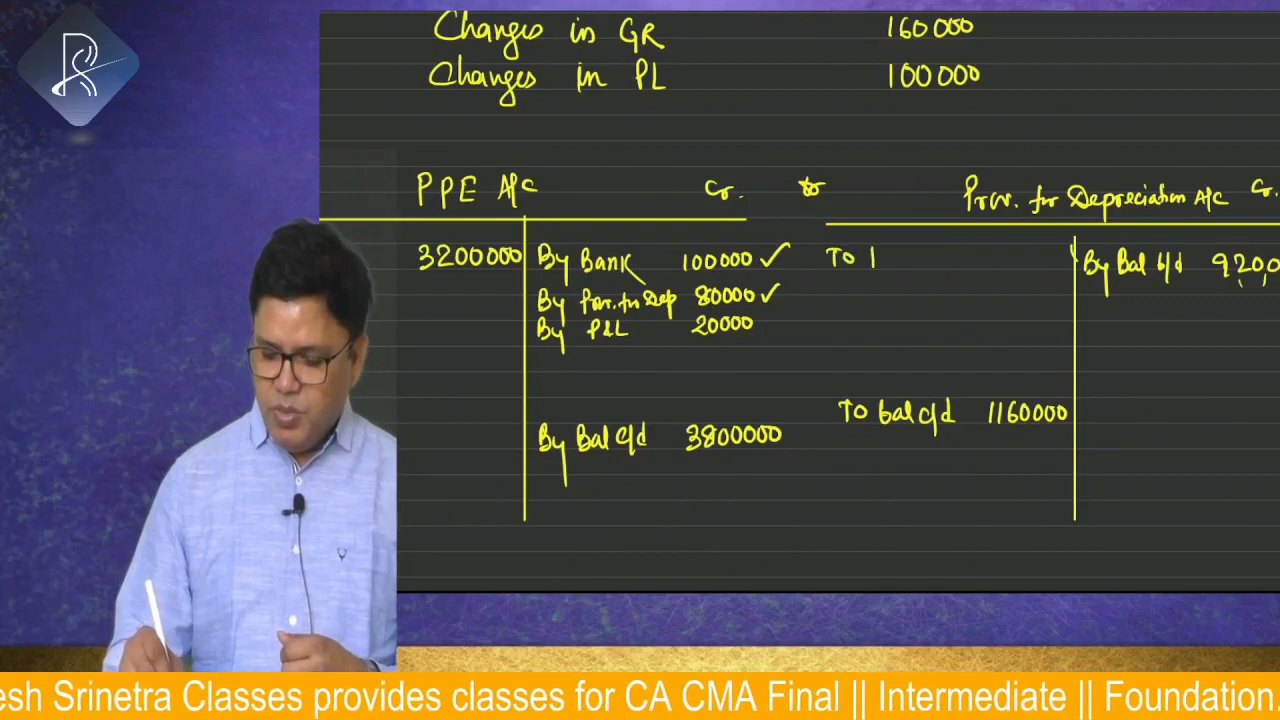 Changes in GR 160000
Changes in PL 100000
PPE A/c Cr. Prov. for Depreciation A/c Cr.
3200000 By Bank 100000 ✓ To 1 By Bal b/d 920,0
By Prov. for Dep 80000 ✓
By P&L 20000
To bal c/d 1160000
By Bal c/d 3800000
esh Srinetra Classes provides classes for CA CMA Final || Intermediate || Foundation.